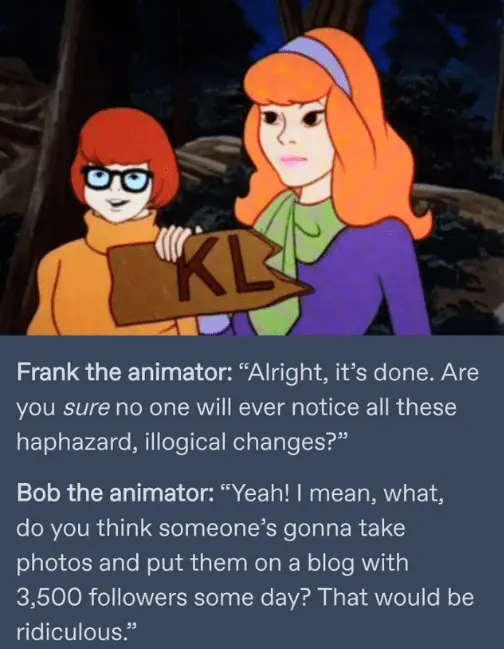 KL
Frank the animator: “Alright, it’s done. Are
you sure no one will ever notice all these
haphazard, illogical changes?”
Bob the animator: “Yeah! I mean, what,
do you think someone’s gonna take
photos and put them on a blog with
3,500 followers some day? That would be
ridiculous.”